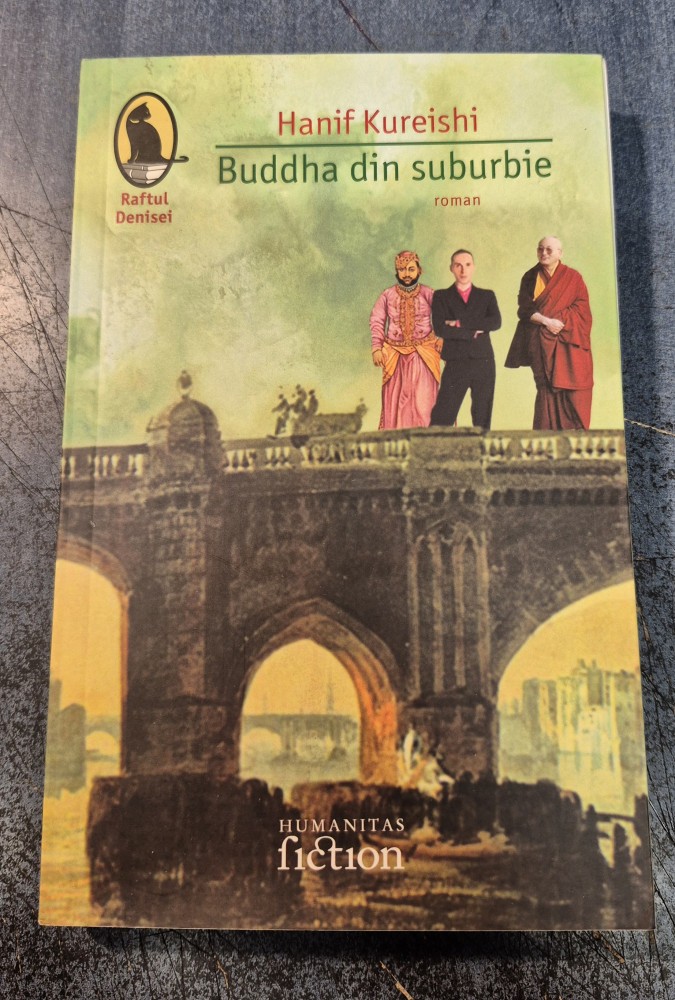 Hanif Kureishi
Buddha din suburbie
roman
Raftul
Denisei
HUMANITAS
fiction